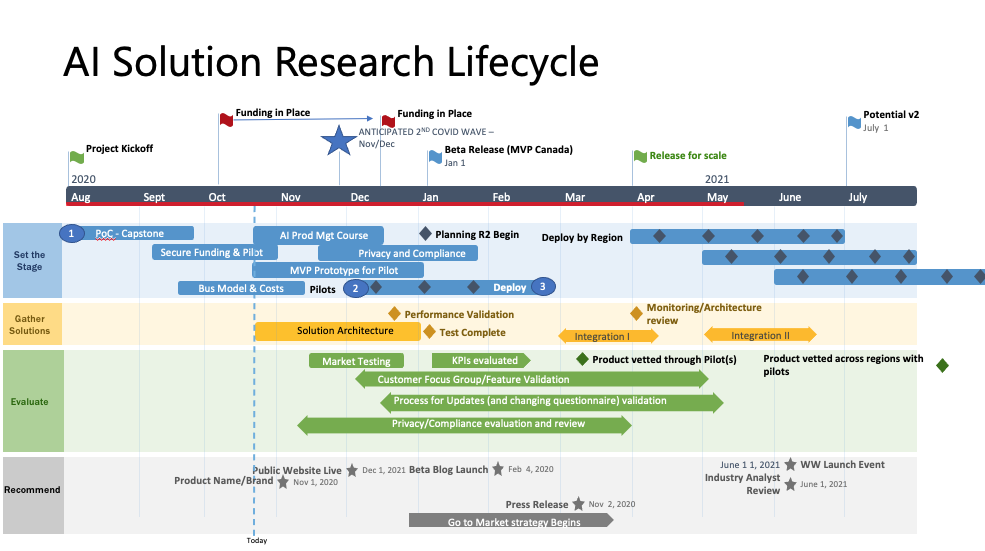 AI Solution Research Lifecycle
Funding in Place
Funding in Place
Potential v2
July  1
ANTICIPATED 2ND COVID WAVE –
Nov/Dec
Project Kickoff
Beta Release (MVP Canada)
Jan 1
Release for scale
2020
2021
Aug
Sept
Oct
Nov
Dec
Jan
Feb
Mar
Apr
May
June
July
Set the
Stage
1
PoC - Capstone
AI Prod Mgt Course
Planning R2 Begin
Deploy by Region
Secure Funding & Pilot
Privacy and Compliance
MVP Prototype for Pilot
Bus Model & Costs
Pilots
2
Deploy
3
Gather
Solutions
Performance Validation
Monitoring/Architecture
review
Solution Architecture
Test Complete
Integration I
Integration II
Evaluate
Market Testing
KPIs evaluated
Product vetted through Pilot(s)
Product vetted across regions with
pilots
Customer Focus Group/Feature Validation
Process for Updates (and changing questionnaire) validation
Privacy/Compliance evaluation and review
Recommend
Public Website Live
Dec 1, 2021
Beta Blog Launch
Feb  4, 2020
June 1 1, 2021
WW Launch Event
Product Name/Brand
Nov 1, 2020
Industry Analyst
Review
June 1, 2021
Press Release
Nov  2, 2020
Go to Market strategy Begins
Today